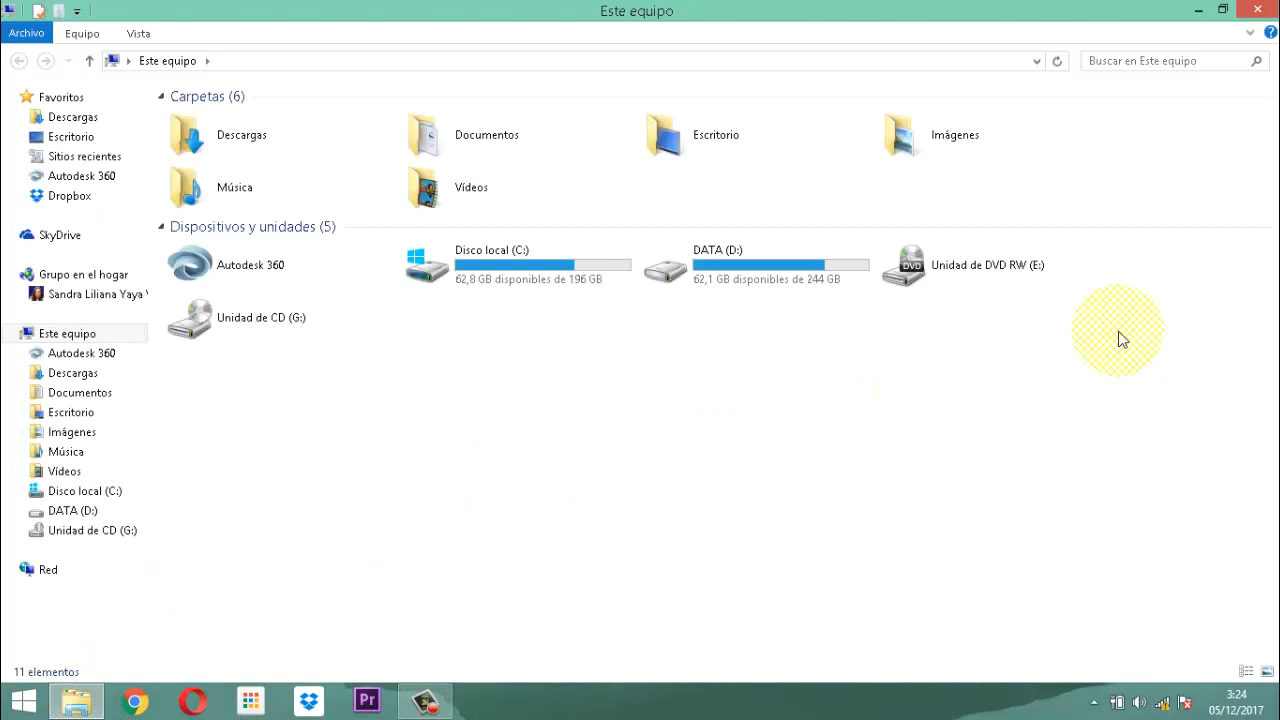 Este equipo
Archivo
Equipo
Vista
Este equipo
Buscar en Este equipo
Favoritos
Descargas
Escritorio
Sitios recientes
Autodesk 360
Dropbox
SkyDrive
Grupo en el hogar
Sandra Liliana Yaya
Este equipo
Autodesk 360
Descargas
Documentos
Escritorio
Imágenes
Música
Vídeos
Disco local (C:)
DATA (D:)
Unidad de CD (G:)
Red
Carpetas (6)
Descargas
Documentos
Escritorio
Imágenes
Música
Vídeos
Dispositivos y unidades (5)
Autodesk 360
Disco local (C:)
62,8 GB disponibles de 196 GB
DATA (D:)
62,1 GB disponibles de 244 GB
DVD
Unidad de DVD RW (E:)
Unidad de CD (G:)
11 elementos
Pr
3:24
05/12/2017